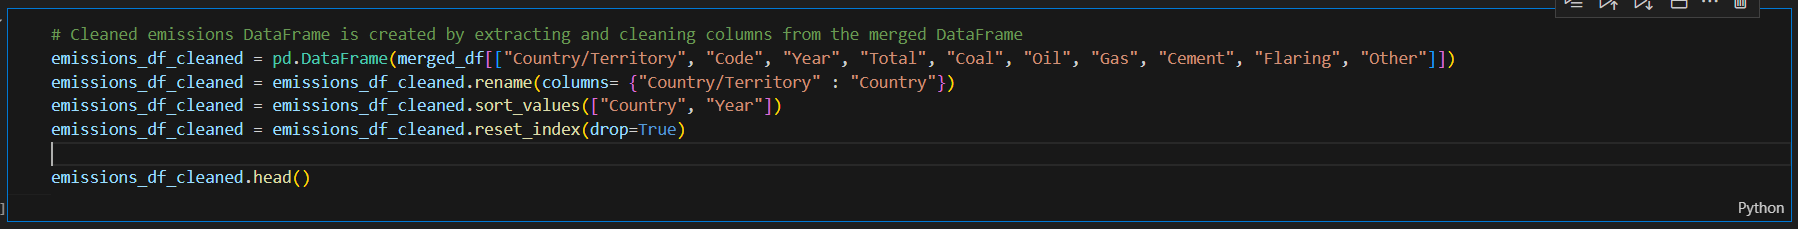 # Cleaned emissions DataFrame is created by extracting and cleaning columns from the merged DataFrame
emissions_df_cleaned = pd.DataFrame(merged_df[["Country/Territory", "Code", "Year", "Total", "Coal", "Oil", "Gas", "Cement", "Flaring", "Other"]])
emissions_df_cleaned = emissions_df_cleaned.rename(columns= {"Country/Territory" : "Country"})
emissions_df_cleaned = emissions_df_cleaned.sort_values(["Country", "Year"])
emissions_df_cleaned = emissions_df_cleaned.reset_index(drop=True)
emissions_df_cleaned.head()
]
Python